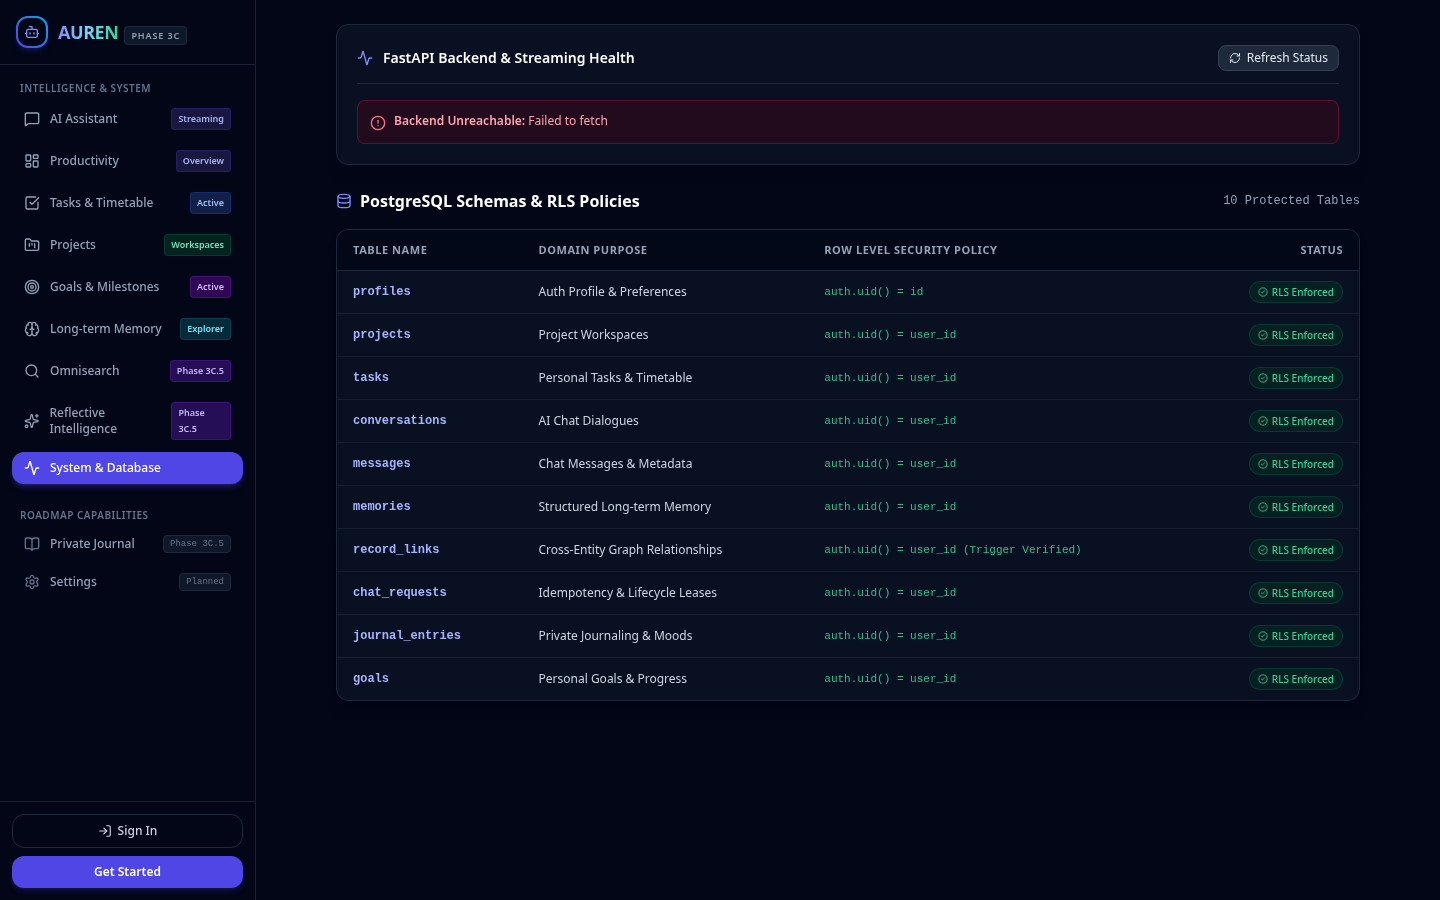 AUREN PHASE 3C
INTELLIGENCE & SYSTEM
AI Assistant Streaming
Productivity Overview
Tasks & Timetable Active
Projects Workspaces
Goals & Milestones Active
Long-term Memory Explorer
Omnisearch Phase 3C.5
Reflective Intelligence Phase 3C.5
System & Database
ROADMAP CAPABILITIES
Private Journal Phase 3C.5
Settings Planned
Sign In
Get Started
FastAPI Backend & Streaming Health Refresh Status
Backend Unreachable: Failed to fetch
PostgreSQL Schemas & RLS Policies 10 Protected Tables
TABLE NAME DOMAIN PURPOSE ROW LEVEL SECURITY POLICY STATUS
profiles Auth Profile & Preferences auth.uid() = id RLS Enforced
projects Project Workspaces auth.uid() = user_id RLS Enforced
tasks Personal Tasks & Timetable auth.uid() = user_id RLS Enforced
conversations AI Chat Dialogues auth.uid() = user_id RLS Enforced
messages Chat Messages & Metadata auth.uid() = user_id RLS Enforced
memories Structured Long-term Memory auth.uid() = user_id RLS Enforced
record_links Cross-Entity Graph Relationships auth.uid() = user_id (Trigger Verified) RLS Enforced
chat_requests Idempotency & Lifecycle Leases auth.uid() = user_id RLS Enforced
journal_entries Private Journaling & Moods auth.uid() = user_id RLS Enforced
goals Personal Goals & Progress auth.uid() = user_id RLS Enforced